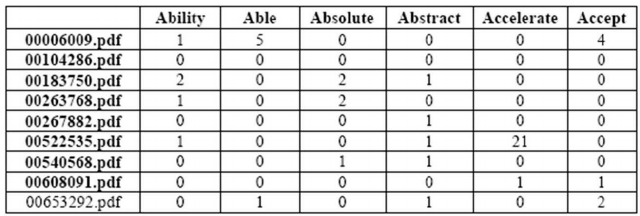 Ability Able Absolute Abstract Accelerate Accept
00006009.pdf 1 5 0 0 0 4
00104286.pdf 0 0 0 0 0 0
00183750.pdf 2 0 2 1 0 0
00263768.pdf 1 0 2 0 0 0
00267882.pdf 0 0 0 1 0 0
00522535.pdf 1 0 0 1 21 0
00540568.pdf 0 0 1 1 0 0
00608091.pdf 0 0 0 0 1 1
00653292.pdf 0 1 0 1 0 2